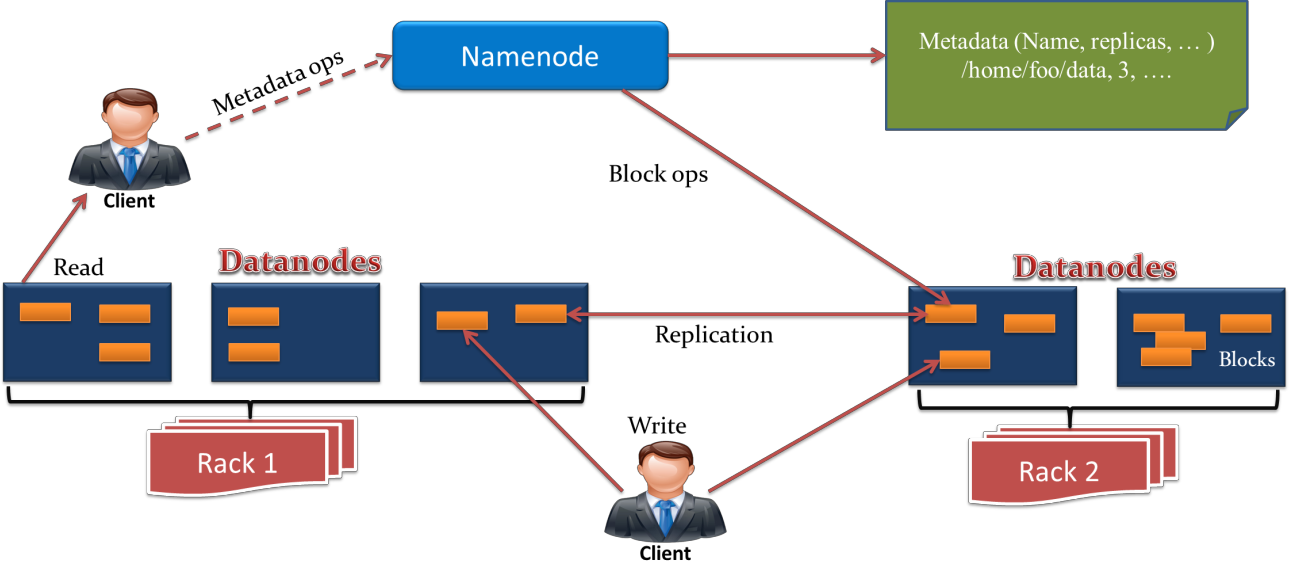 Namenode
Metadata (Name, replicas, … )
/home/foo/data, 3, ….
Metadata ops
Client
Block ops
Read
Datanodes
Datanodes
Replication
Blocks
Write
Rack 1
Rack 2
Client